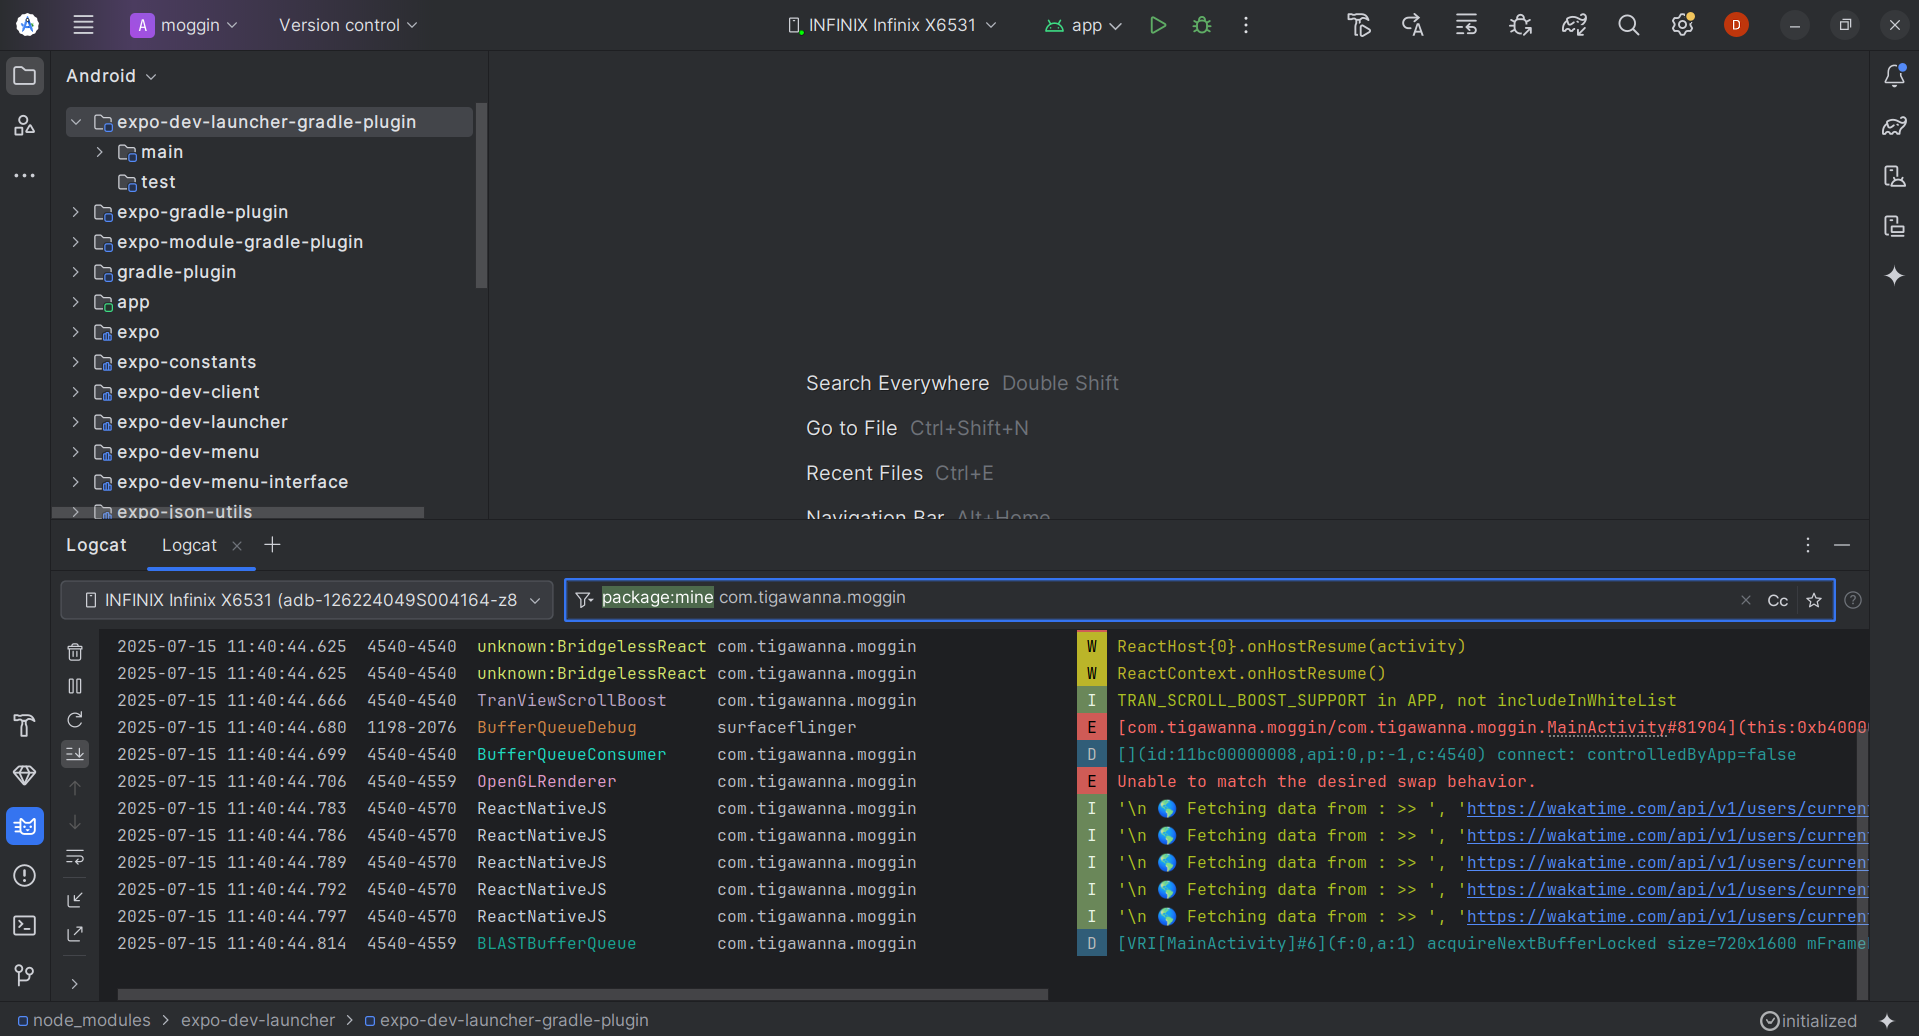 A moggin Version control INFINIX Infinix X6531 app D
Android
expo-dev-launcher-gradle-plugin
main
test
expo-gradle-plugin
expo-module-gradle-plugin
gradle-plugin
app
expo
expo-constants
expo-dev-client
expo-dev-launcher
expo-dev-menu
expo-dev-menu-interface
expo-json-utils
Search Everywhere Double Shift
Go to File Ctrl+Shift+N
Recent Files Ctrl+E
Navigation Bar Alt+Home
Logcat Logcat
INFINIX Infinix X6531 (adb-126224049S004164-z8 package:mine com.tigawanna.moggin Cc
2025-07-15 11:40:44.625 4540-4540 unknown:BridgelessReact com.tigawanna.moggin W ReactHost{0}.onHostResume(activity)
2025-07-15 11:40:44.625 4540-4540 unknown:BridgelessReact com.tigawanna.moggin W ReactContext.onHostResume()
2025-07-15 11:40:44.666 4540-4540 TranViewScrollBoost com.tigawanna.moggin I TRAN_SCROLL_BOOST_SUPPORT in APP, not includeInWhiteList
2025-07-15 11:40:44.680 1198-2076 BufferQueueDebug surfaceflinger E [com.tigawanna.moggin/com.tigawanna.moggin.MainActivity#81904](this:0xb4000
2025-07-15 11:40:44.699 4540-4540 BufferQueueConsumer com.tigawanna.moggin D [](id:11bc00000008,api:0,p:-1,c:4540) connect: controlledByApp=false
2025-07-15 11:40:44.706 4540-4559 OpenGLRenderer com.tigawanna.moggin E Unable to match the desired swap behavior.
2025-07-15 11:40:44.783 4540-4570 ReactNativeJS com.tigawanna.moggin I '\n 🌎 Fetching data from : >> ', 'https://wakatime.com/api/v1/users/current
2025-07-15 11:40:44.786 4540-4570 ReactNativeJS com.tigawanna.moggin I '\n 🌎 Fetching data from : >> ', 'https://wakatime.com/api/v1/users/current
2025-07-15 11:40:44.789 4540-4570 ReactNativeJS com.tigawanna.moggin I '\n 🌎 Fetching data from : >> ', 'https://wakatime.com/api/v1/users/current
2025-07-15 11:40:44.792 4540-4570 ReactNativeJS com.tigawanna.moggin I '\n 🌎 Fetching data from : >> ', 'https://wakatime.com/api/v1/users/current
2025-07-15 11:40:44.797 4540-4570 ReactNativeJS com.tigawanna.moggin I '\n 🌎 Fetching data from : >> ', 'https://wakatime.com/api/v1/users/current
2025-07-15 11:40:44.814 4540-4559 BLASTBufferQueue com.tigawanna.moggin D [VRI[MainActivity]#6](f:0,a:1) acquireNextBufferLocked size=720x1600 mFrame
node_modules > expo-dev-launcher > expo-dev-launcher-gradle-plugin initialized